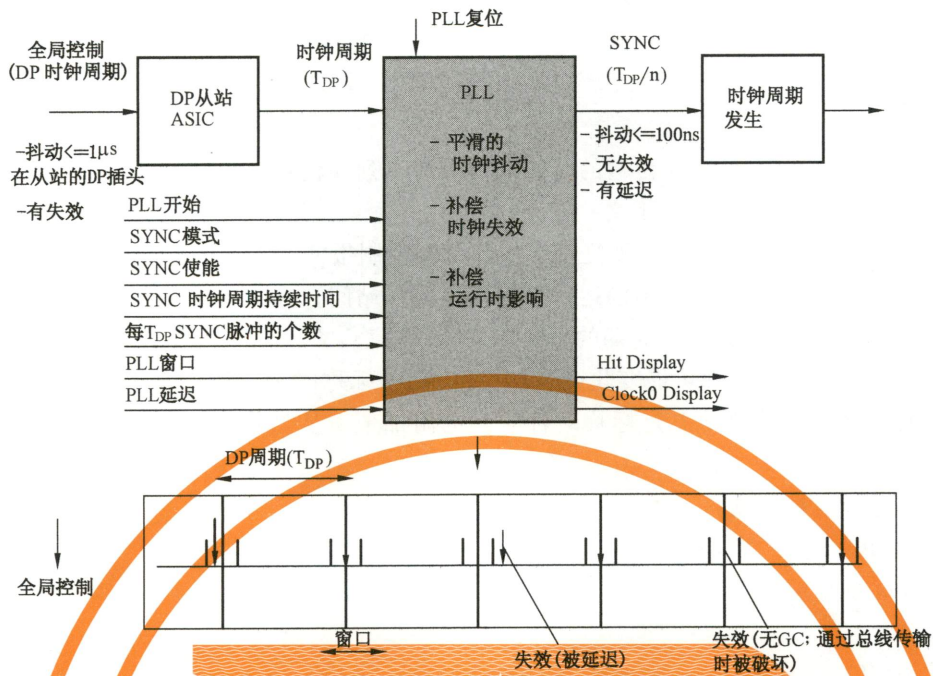 PLL复位
全局控制
(DP 时钟周期)
时钟周期
(T_DP)
SYNC
(T_DP/n)
DP从站
ASIC
PLL
时钟周期
发生
-抖动<=1μs
在从站的DP插头
-有失效
- 平滑的
时钟抖动
- 补偿
时钟失效
- 补偿
运行时影响
- 抖动<=100ns
- 无失效
- 有延迟
PLL开始
SYNC模式
SYNC使能
SYNC 时钟周期持续时间
每T_DP SYNC脉冲的个数
PLL窗口
PLL延迟
Hit Display
Clock0 Display
DP周期(T_DP)
全局控制
窗口
失效(被延迟)
失效(无GC; 通过总线传输
时被破坏)